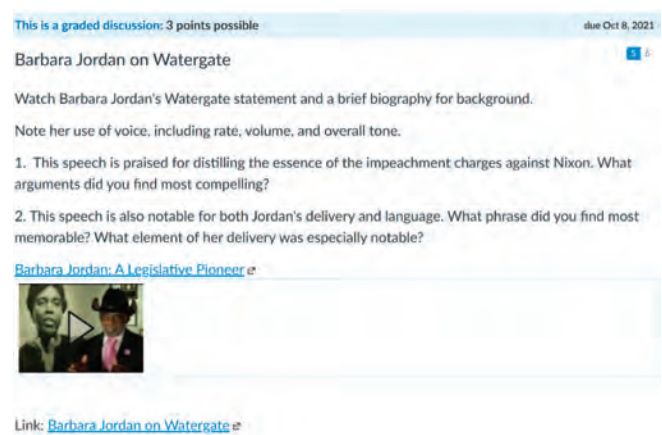 This is a graded discussion: 3 points possible
due Oct 8, 2021
Barbara Jordan on Watergate
5 6
Watch Barbara Jordan's Watergate statement and a brief biography for background.
Note her use of voice, including rate, volume, and overall tone.
1. This speech is praised for distilling the essence of the impeachment charges against Nixon. What
arguments did you find most compelling?
2. This speech is also notable for both Jordan's delivery and language. What phrase did you find most
memorable? What element of her delivery was especially notable?
Barbara Jordan: A Legislative Pioneer
Link: Barbara Jordan on Watergate